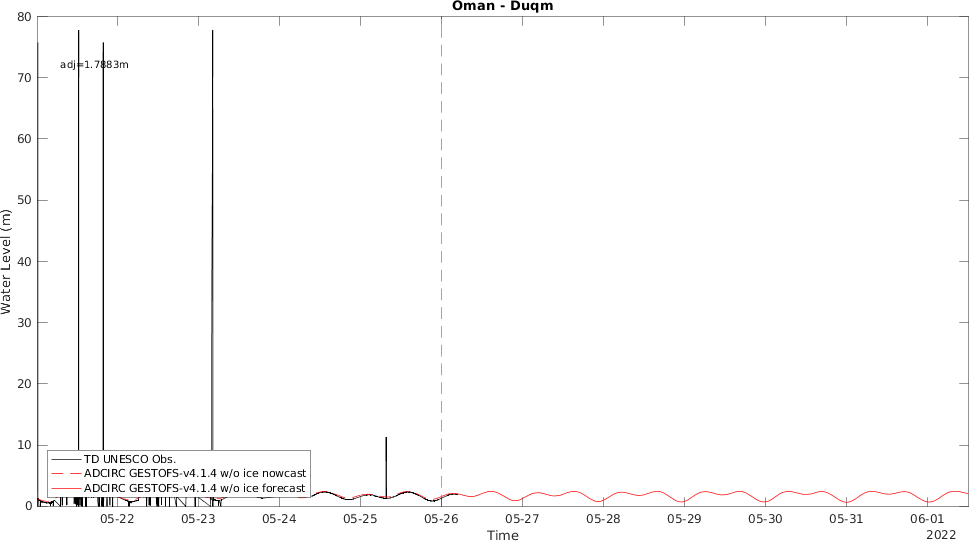 Oman - Duqm
80
70
60
50
40
30
20
10
0
Water Level (m)
adj=1.7883m
TD UNESCO Obs.
ADCIRC GESTOFS-v4.1.4 w/o ice nowcast
ADCIRC GESTOFS-v4.1.4 w/o ice forecast
05-22 05-23 05-24 05-25 05-26 05-27 05-28 05-29 05-30 05-31 06-01
2022
Time